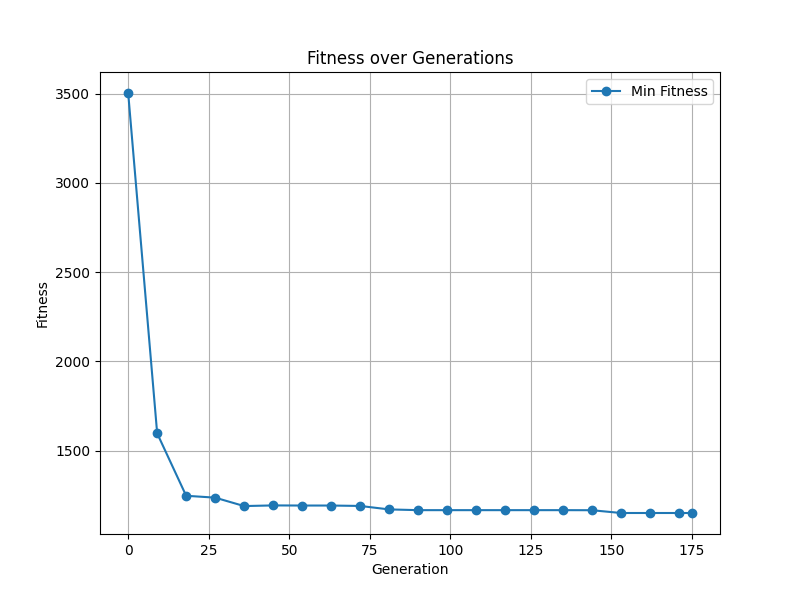 Fitness over Generations
Min Fitness
3500
3000
2500
2000
1500
Fitness
0 25 50 75 100 125 150 175
Generation